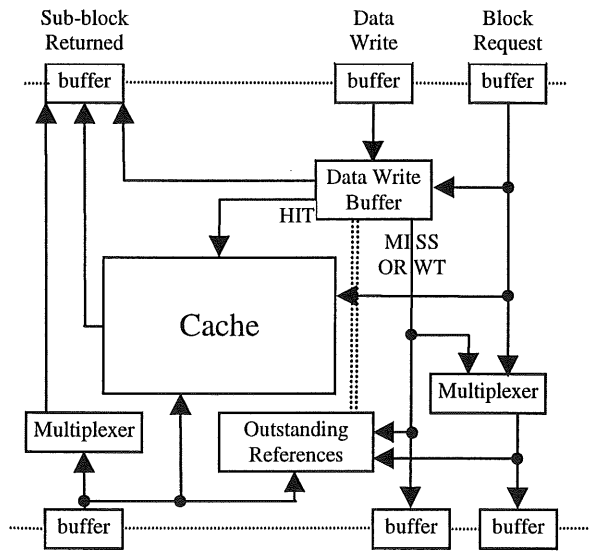 Sub-block Returned
Data Write
Block Request
buffer
buffer
buffer
Data Write Buffer
HIT
MISS OR WT
Cache
Multiplexer
Multiplexer
Outstanding References
buffer
buffer
buffer